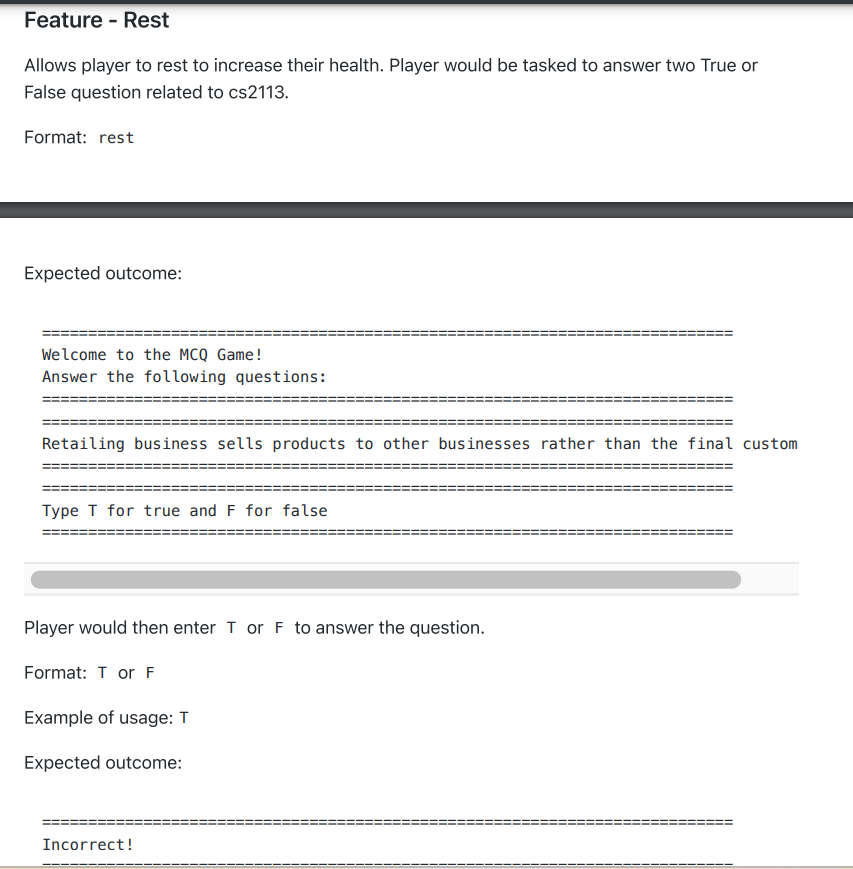 Feature - Rest
Allows player to rest to increase their health. Player would be tasked to answer two True or
False question related to cs2113.
Format: rest
Expected outcome:
===========================================================================
Welcome to the MCQ Game!
Answer the following questions:
===========================================================================
===========================================================================
Retailing business sells products to other businesses rather than the final custom
===========================================================================
===========================================================================
Type T for true and F for false
===========================================================================
Player would then enter T or F to answer the question.
Format: T or F
Example of usage: T
Expected outcome:
===========================================================================
Incorrect!
===========================================================================